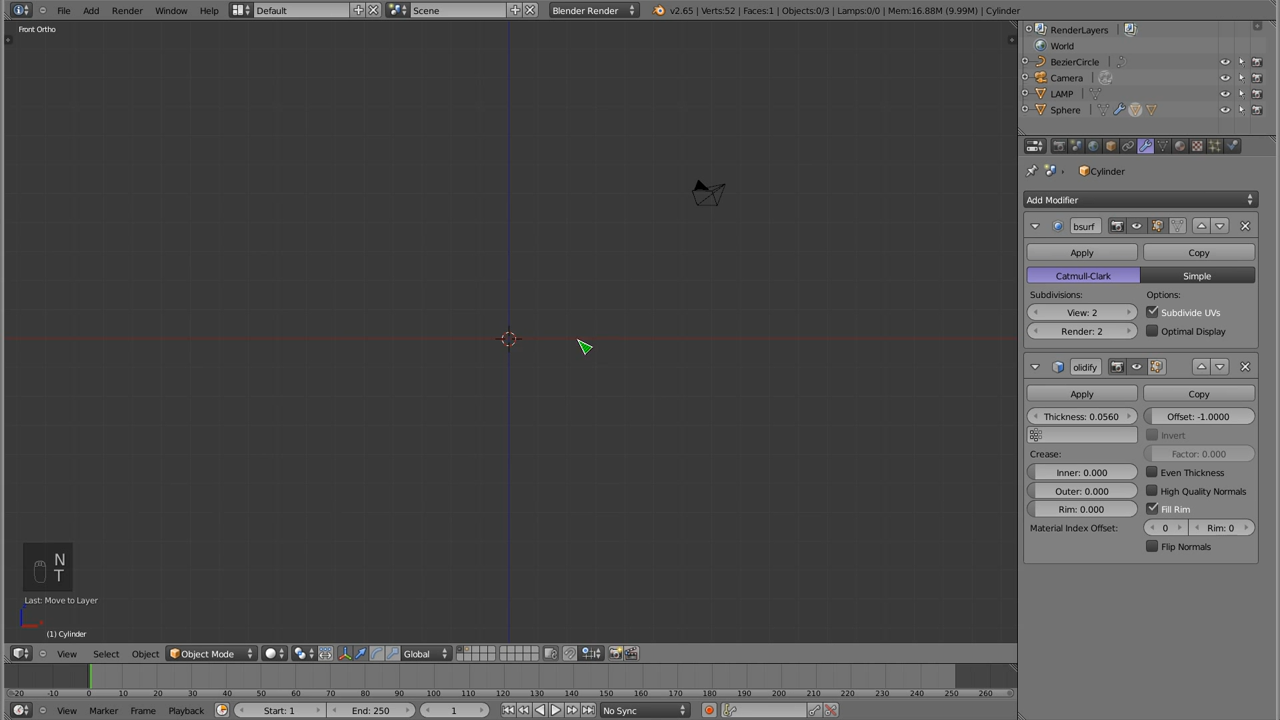 File Add Render Window Help Default Scene Blender Render v2.65 | Verts:52 | Faces:1 | Objects:0/3 | Lamps:0/0 | Mem:16.88M (9.99M) | Cylinder
Front Ortho
RenderLayers
World
BezierCircle
Camera
LAMP
Sphere
Cylinder
Add Modifier
bsurf
Apply Copy
Catmull-Clark Simple
Subdivisions: Options:
View: 2 Subdivide UVs
Render: 2 Optimal Display
olidify
Apply Copy
Thickness: 0.0560 Offset: -1.0000
Invert
Crease: Factor: 0.000
Inner: 0.000 Even Thickness
Outer: 0.000 High Quality Normals
Rim: 0.000 Fill Rim
Material Index Offset: 0 Rim: 0
Flip Normals
N
T
Last: Move to Layer
(1) Cylinder
View Select Object Object Mode Global
-20 -10 0 10 20 30 40 50 60 70 80 90 100 110 120 130 140 150 160 170 180 190 200 210 220 230 240 250 260
View Marker Frame Playback Start: 1 End: 250 1 No Sync